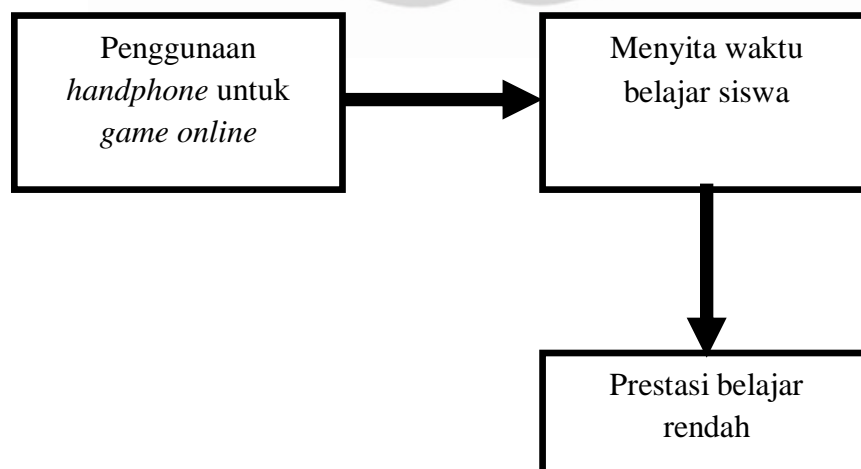 Penggunaan
handphone untuk
game online
Menyita waktu
belajar siswa
Prestasi belajar
rendah